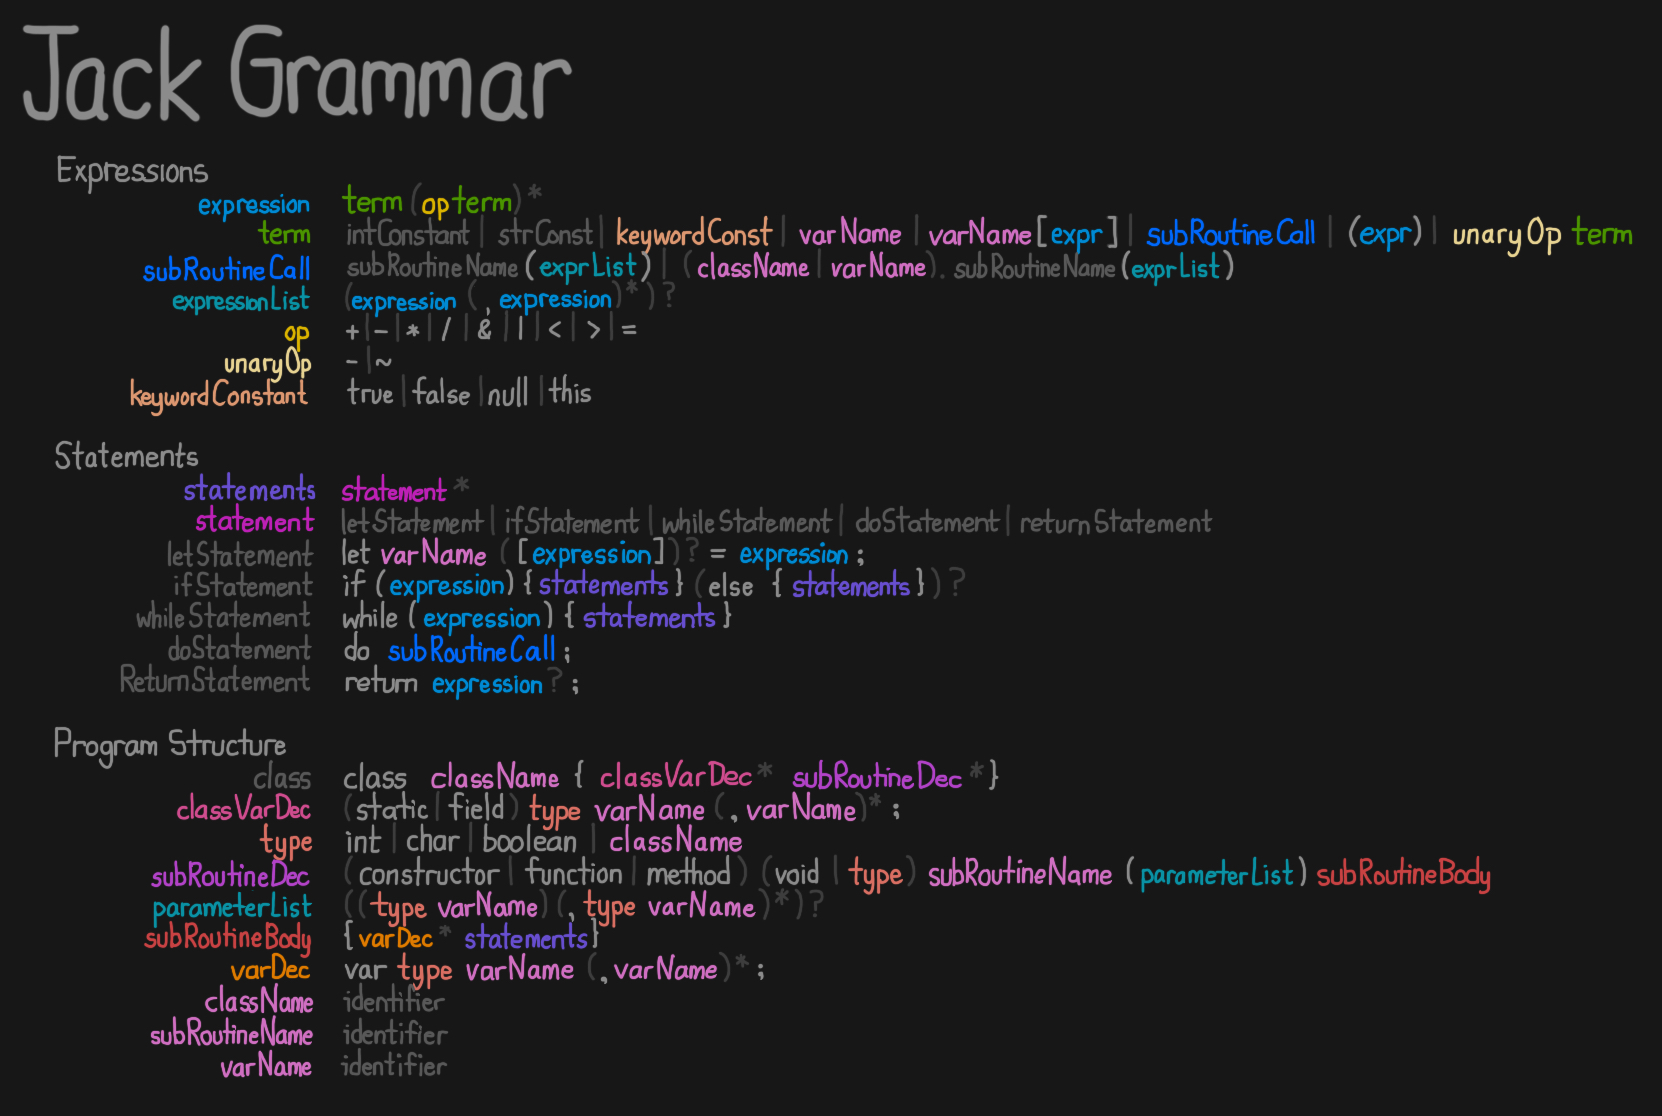 Jack Grammar
Expressions
expression term (op term)*
term intConstant | strConst | keywordConst | varName | varName[expr] | subRoutineCall | (expr) | unaryOp term
subRoutineCall subRoutineName(exprList) | (className | varName). subRoutineName(exprList)
expressionList (expression (, expression)*)?
op + | - | * | / | & | | | < | > | =
unaryOp - | ~
keywordConstant true | false | null | this
Statements
statements statement*
statement letStatement | ifStatement | whileStatement | doStatement | returnStatement
letStatement let varName ([expression])? = expression ;
ifStatement if (expression) { statements } (else { statements })?
whileStatement while (expression) { statements }
doStatement do subRoutineCall ;
ReturnStatement return expression? ;
Program Structure
class class className { classVarDec* subRoutineDec* }
classVarDec (static | field) type varName (, varName)* ;
type int | char | boolean | className
subRoutineDec (constructor | function | method) (void | type) subRoutineName (parameterList) subRoutineBody
parameterList ((type varName)(, type varName)*)?
subRoutineBody { varDec* statements }
varDec var type varName (, varName)* ;
className identifier
subRoutineName identifier
varName identifier